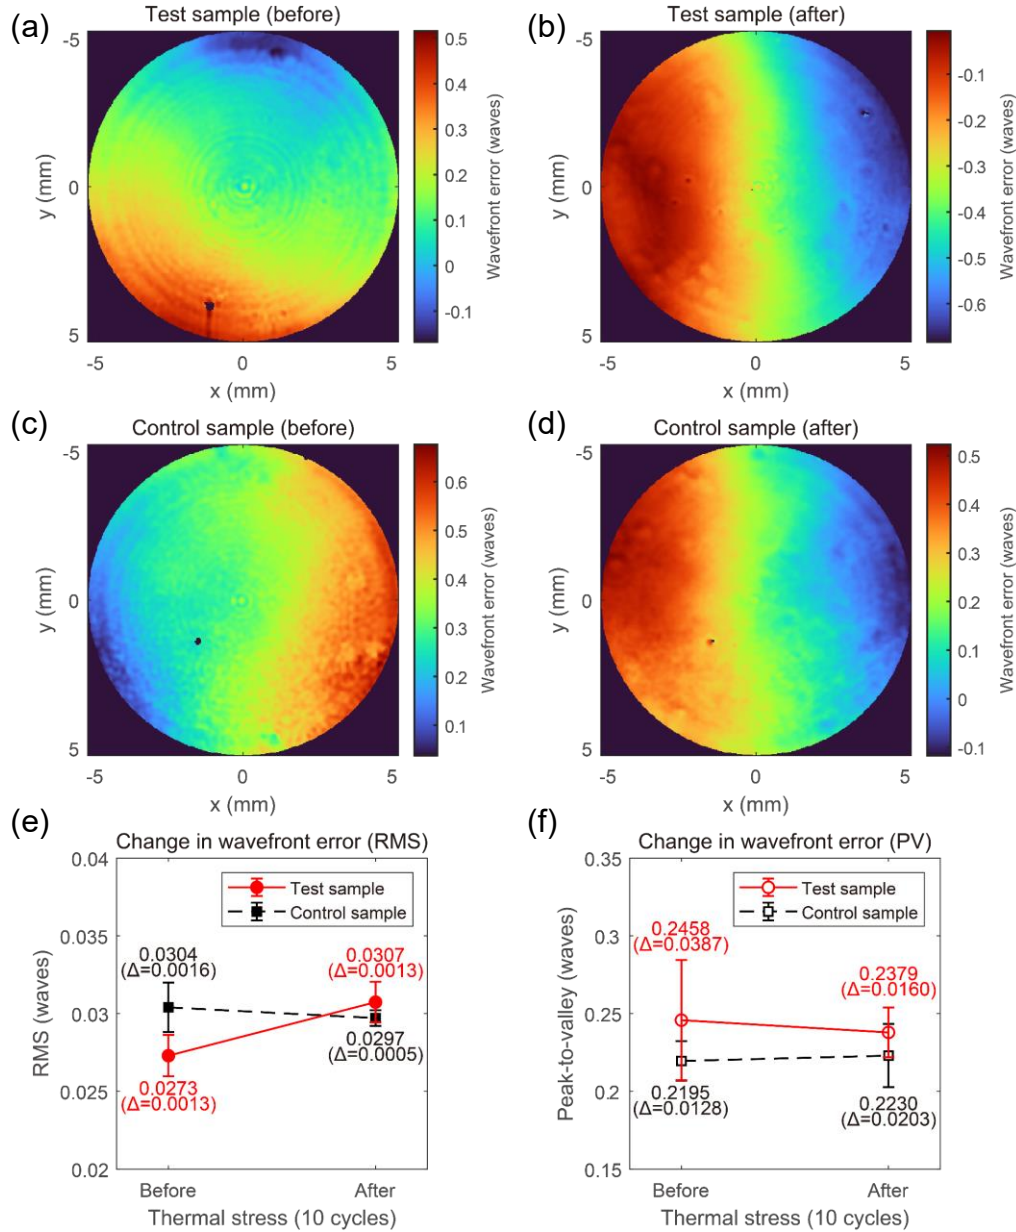 (a)
Test sample (before)
-5
0
5
y (mm)
-5
0
5
x (mm)
0.5
0.4
0.3
0.2
0.1
0
-0.1
Wavefront error (waves)
(b)
Test sample (after)
-5
0
5
y (mm)
-5
0
5
x (mm)
-0.1
-0.2
-0.3
-0.4
-0.5
-0.6
Wavefront error (waves)
(c)
Control sample (before)
-5
0
5
y (mm)
-5
0
5
x (mm)
0.6
0.5
0.4
0.3
0.2
0.1
Wavefront error (waves)
(d)
Control sample (after)
-5
0
5
y (mm)
-5
0
5
x (mm)
0.5
0.4
0.3
0.2
0.1
0
-0.1
Wavefront error (waves)
(e)
Change in wavefront error (RMS)
0.04
0.035
0.03
0.025
0.02
RMS (waves)
Test sample
Control sample
0.0304
(Δ=0.0016)
0.0307
(Δ=0.0013)
0.0297
(Δ=0.0005)
0.0273
(Δ=0.0013)
Before
After
Thermal stress (10 cycles)
(f)
Change in wavefront error (PV)
0.35
0.3
0.25
0.2
0.15
Peak-to-valley (waves)
Test sample
Control sample
0.2458
(Δ=0.0387)
0.2379
(Δ=0.0160)
0.2195
(Δ=0.0128)
0.2230
(Δ=0.0203)
Before
After
Thermal stress (10 cycles)